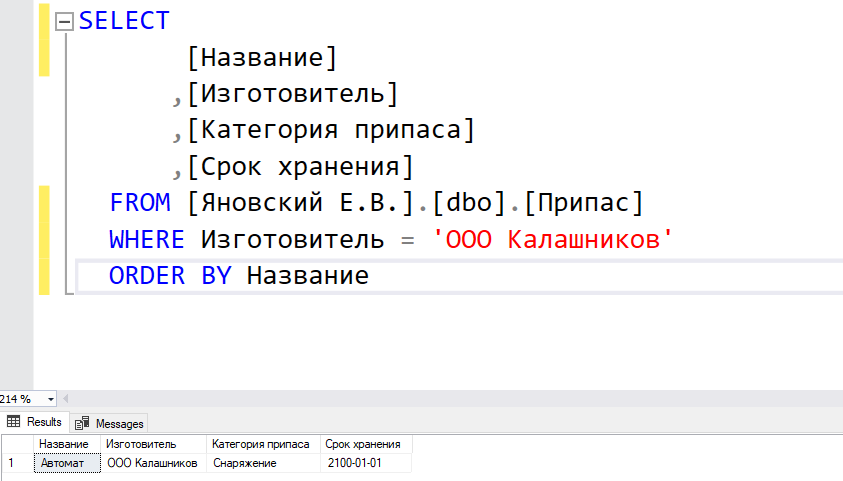 SELECT
[Название]
,[Изготовитель]
,[Категория припаса]
,[Срок хранения]
FROM [Яновский Е.В.].[dbo].[Припас]
WHERE Изготовитель = 'ООО Калашников'
ORDER BY Название
214 %
Results Messages
Название Изготовитель Категория припаса Срок хранения
1 Автомат ООО Калашников Снаряжение 2100-01-01